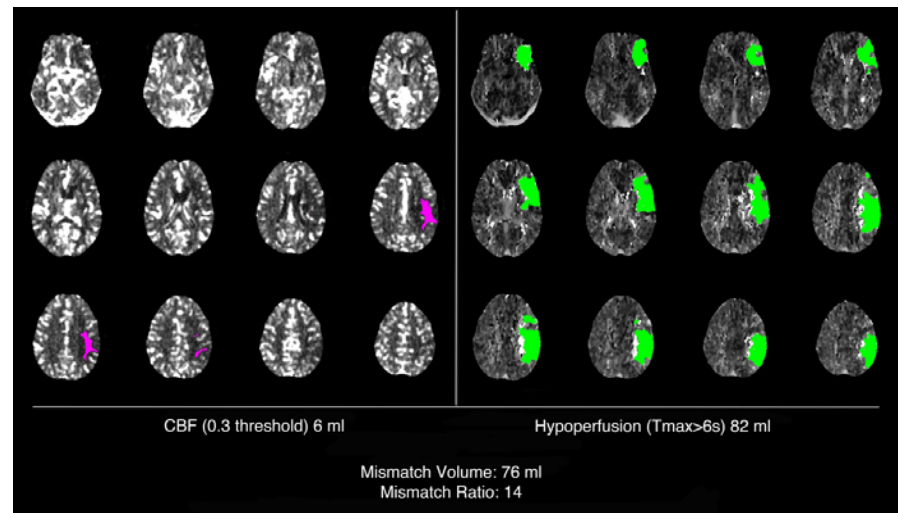 CBF (0.3 threshold) 6 ml
Hypoperfusion (Tmax>6s) 82 ml
Mismatch Volume: 76 ml
Mismatch Ratio: 14